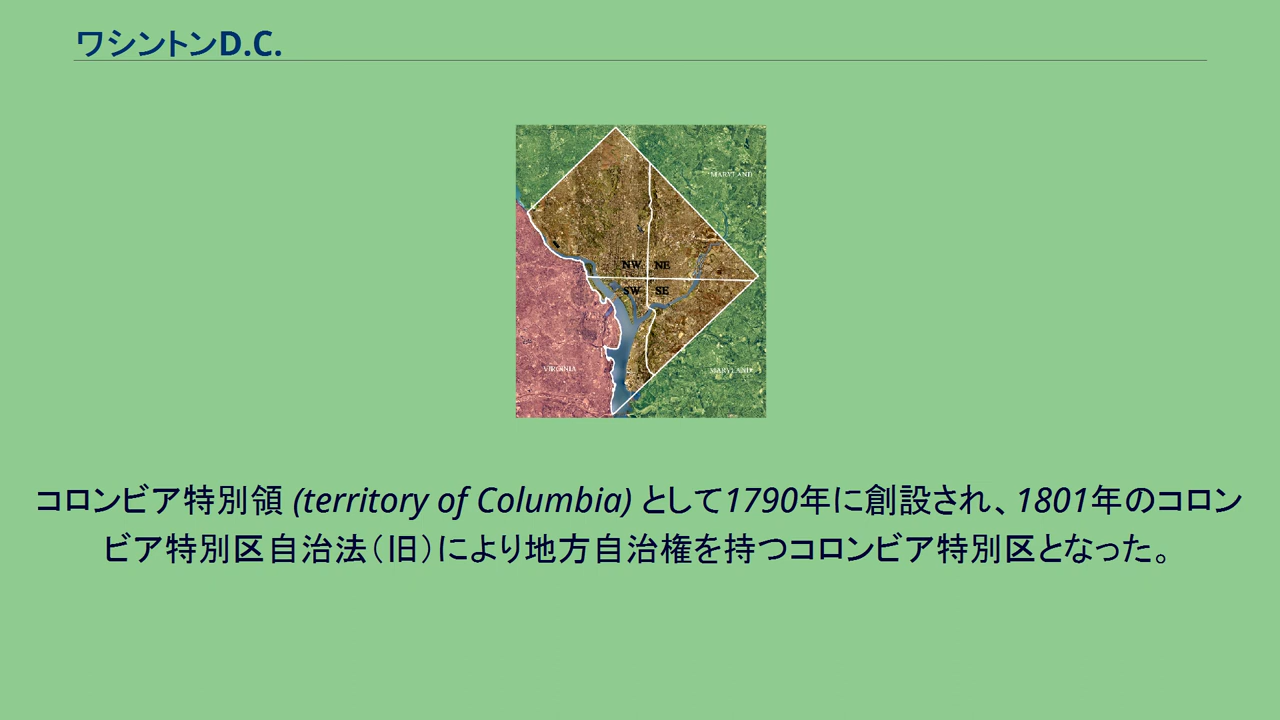 ワシントンD.C.
MARYLAND
NW NE
SW SE
VIRGINIA
MARYLAND
コロンビア特別領 (territory of Columbia) として1790年に創設され、1801年のコロン
ビア特別区自治法（旧）により地方自治権を持つコロンビア特別区となった。